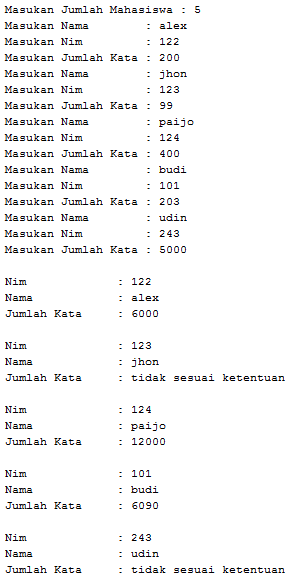 Masukan Jumlah Mahasiswa : 5
Masukan Nama        : alex
Masukan Nim         : 122
Masukan Jumlah Kata : 200
Masukan Nama        : jhon
Masukan Nim         : 123
Masukan Jumlah Kata : 99
Masukan Nama        : paijo
Masukan Nim         : 124
Masukan Jumlah Kata : 400
Masukan Nama        : budi
Masukan Nim         : 101
Masukan Jumlah Kata : 203
Masukan Nama        : udin
Masukan Nim         : 243
Masukan Jumlah Kata : 5000

Nim             : 122
Nama            : alex
Jumlah Kata     : 6000

Nim             : 123
Nama            : jhon
Jumlah Kata     : tidak sesuai ketentuan

Nim             : 124
Nama            : paijo
Jumlah Kata     : 12000

Nim             : 101
Nama            : budi
Jumlah Kata     : 6090

Nim             : 243
Nama            : udin
Jumlah Kata     : tidak sesuai ketentuan